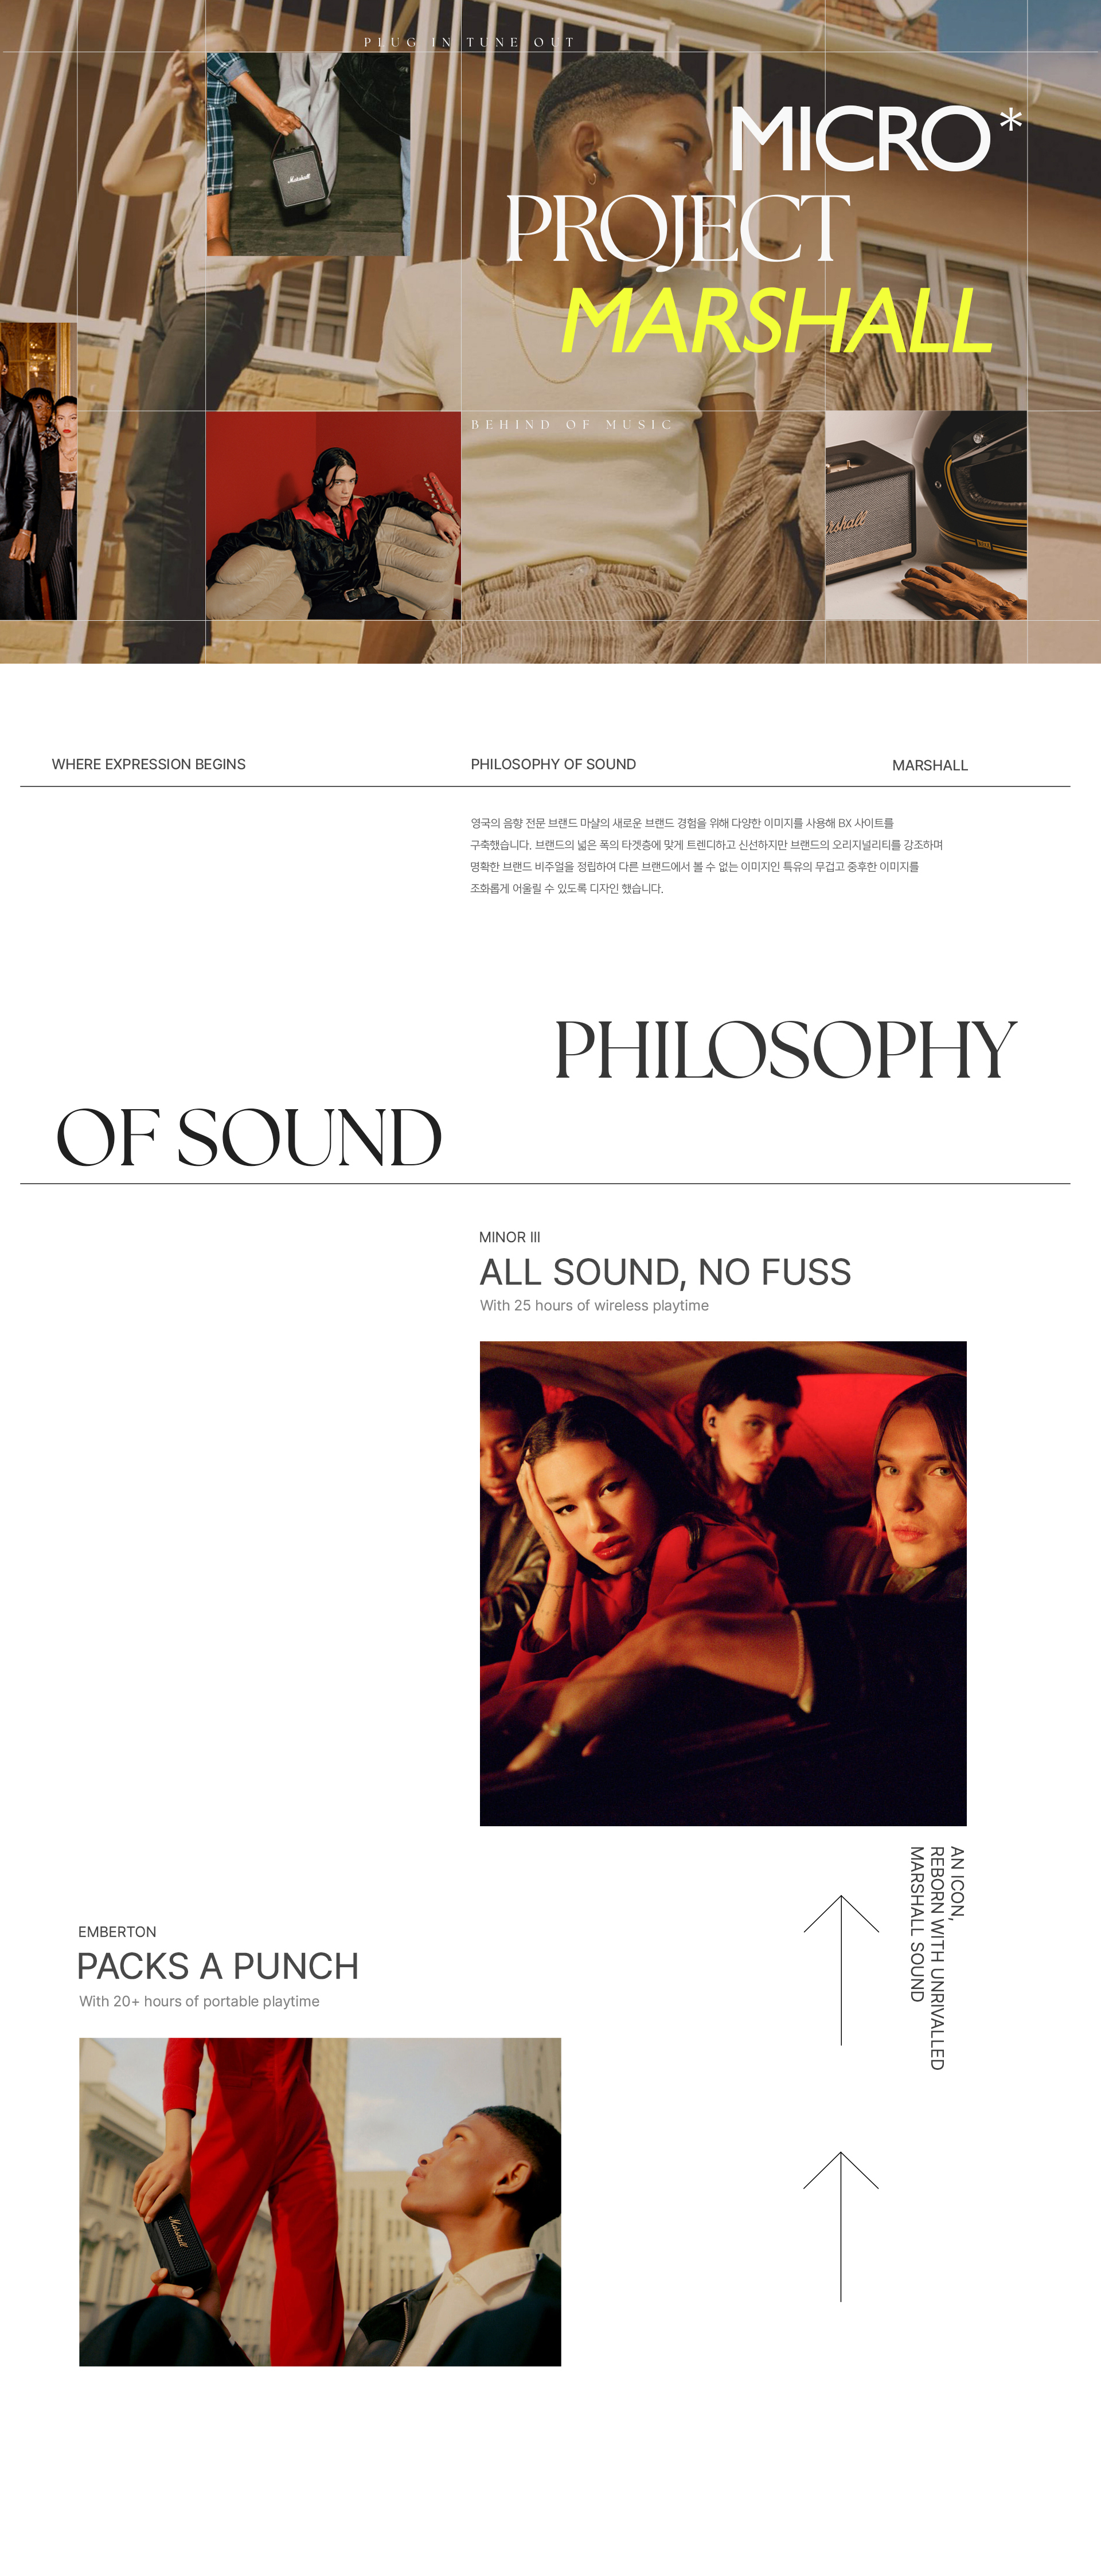 PLUG IN TUNE OUT
Marshall
MICRO*
PROJECT
MARSHALL
BEHIND OF MUSIC
WHERE EXPRESSION BEGINS
PHILOSOPHY OF SOUND
MARSHALL
영국의 음향 전문 브랜드 마샬의 새로운 브랜드 경험을 위해 다양한 이미지를 사용해 BX 사이트를
구축했습니다. 브랜드의 넓은 폭의 타겟층에 맞게 트렌디하고 신선하지만 브랜드의 오리지널리티를 강조하며
명확한 브랜드 비주얼을 정립하여 다른 브랜드에서 볼 수 없는 이미지인 특유의 무겁고 중후한 이미지를
조화롭게 어울릴 수 있도록 디자인 했습니다.
PHILOSOPHY
OF SOUND
MINOR III
ALL SOUND, NO FUSS
With 25 hours of wireless playtime
AN ICON,
REBORN WITH UNRIVALLED
MARSHALL SOUND
EMBERTON
PACKS A PUNCH
With 20+ hours of portable playtime
Marshall